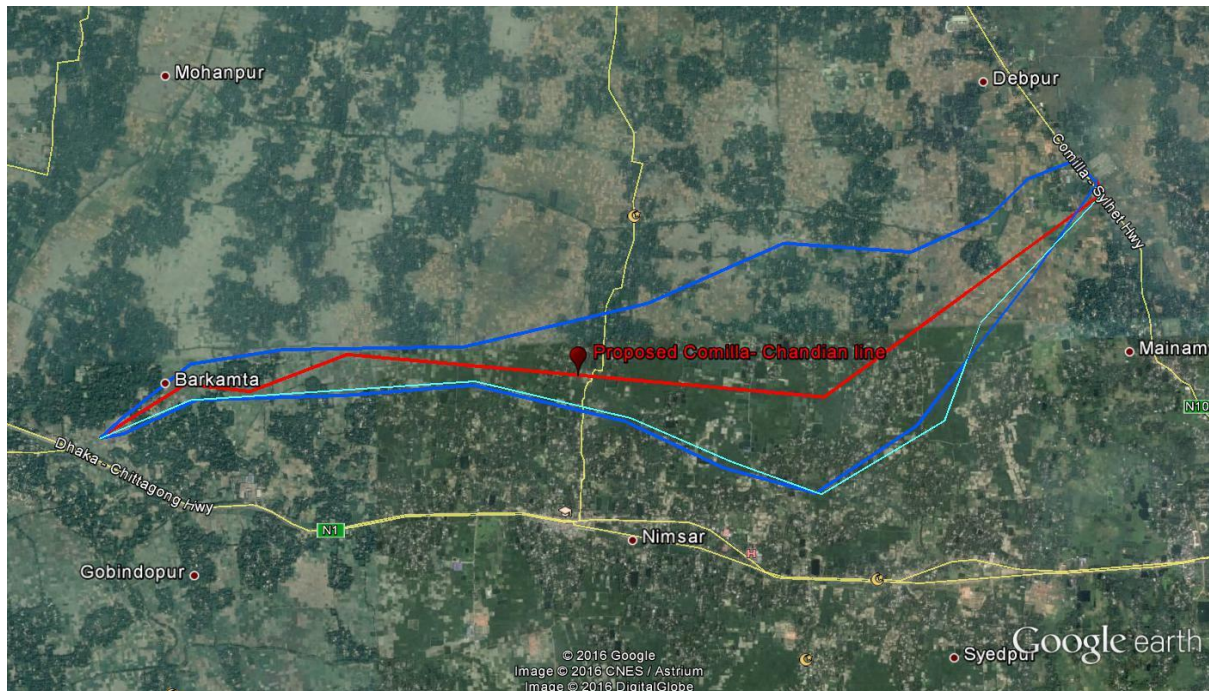 Mohanpur
Debpur
Comilla - Sylhet Hwy
Proposed Comilla- Chandian line
Mainam
Barkamta
N10
Dhaka - Chittagong Hwy
N1
Nimsar
H
Gobindopur
Google earth
Syedpur
© 2016 Google
Image © 2016 CNES / Astrium
Image © 2016 DigitalGlobe